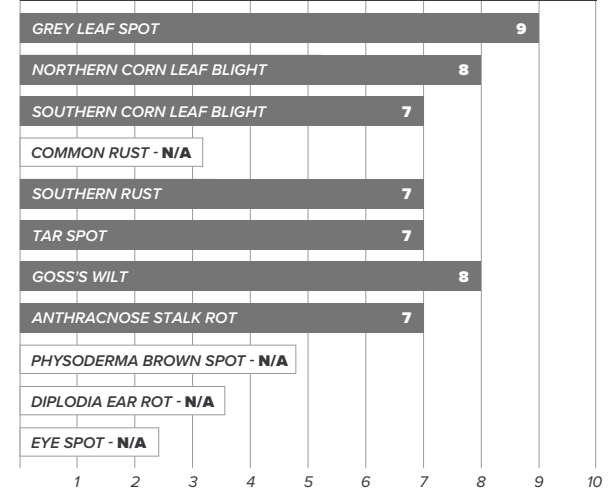 GREY LEAF SPOT 9
NORTHERN CORN LEAF BLIGHT 8
SOUTHERN CORN LEAF BLIGHT 7
COMMON RUST - N/A
SOUTHERN RUST 7
TAR SPOT 7
GOSS'S WILT 8
ANTHRACNOSE STALK ROT 7
PHYSODERMA BROWN SPOT - N/A
DIPLODIA EAR ROT - N/A
EYE SPOT - N/A
1 2 3 4 5 6 7 8 9 10